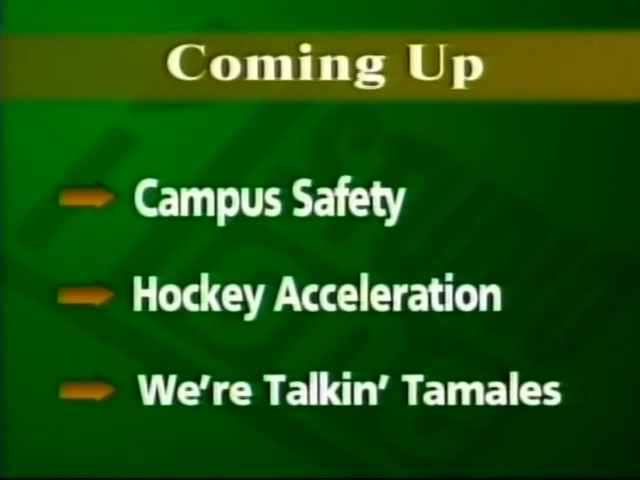 Coming Up
Campus Safety
Hockey Acceleration
We're Talkin' Tamales